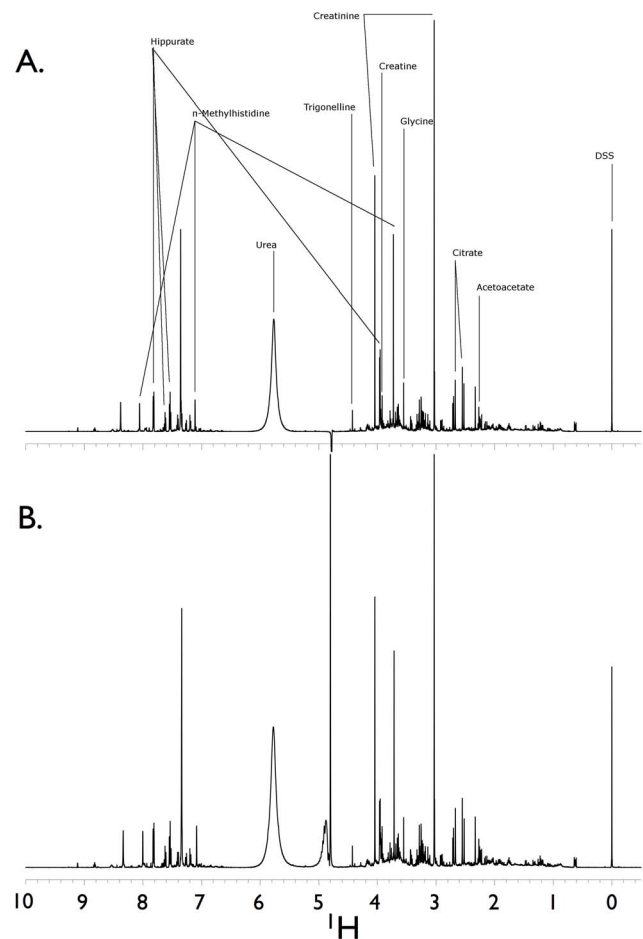 A.
Hippurate
Creatinine
Creatine
n-Methylhistidine
Trigonelline
Glycine
DSS
Urea
Citrate
Acetoacetate
B.
10 9 8 7 6 5 4 3 2 1 0
¹H